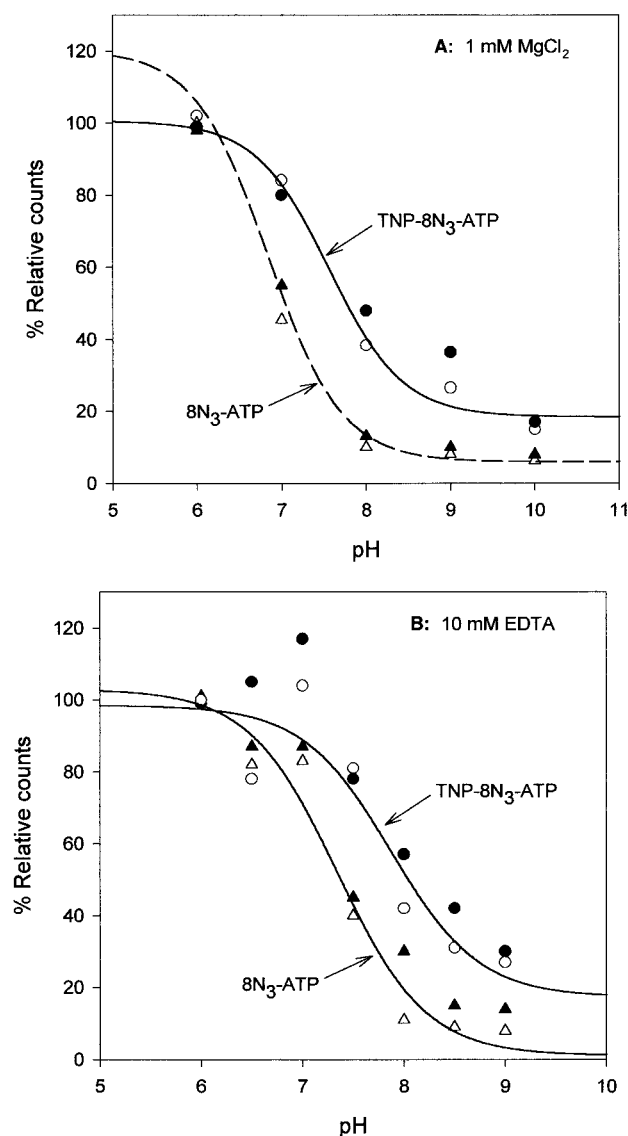 A: 1 mM MgCl₂
% Relative counts
120
100
80
60
40
20
0
TNP-8N₃-ATP
8N₃-ATP
5 6 7 8 9 10 11
pH
B: 10 mM EDTA
% Relative counts
120
100
80
60
40
20
0
TNP-8N₃-ATP
8N₃-ATP
5 6 7 8 9 10
pH